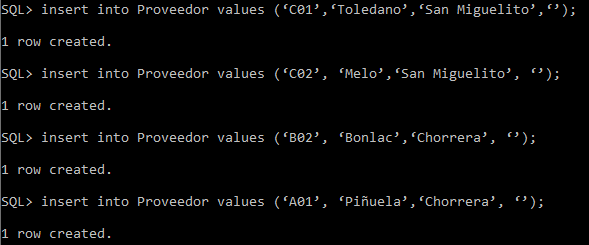 SQL> insert into Proveedor values (‘C01’,‘Toledano’,‘San Miguelito’,‘’);
1 row created.
SQL> insert into Proveedor values (‘C02’, ‘Melo’,‘San Miguelito’, ‘’);
1 row created.
SQL> insert into Proveedor values (‘B02’, ‘Bonlac’,‘Chorrera’, ‘’);
1 row created.
SQL> insert into Proveedor values (‘A01’, ‘Piñuela’,‘Chorrera’, ‘’);
1 row created.